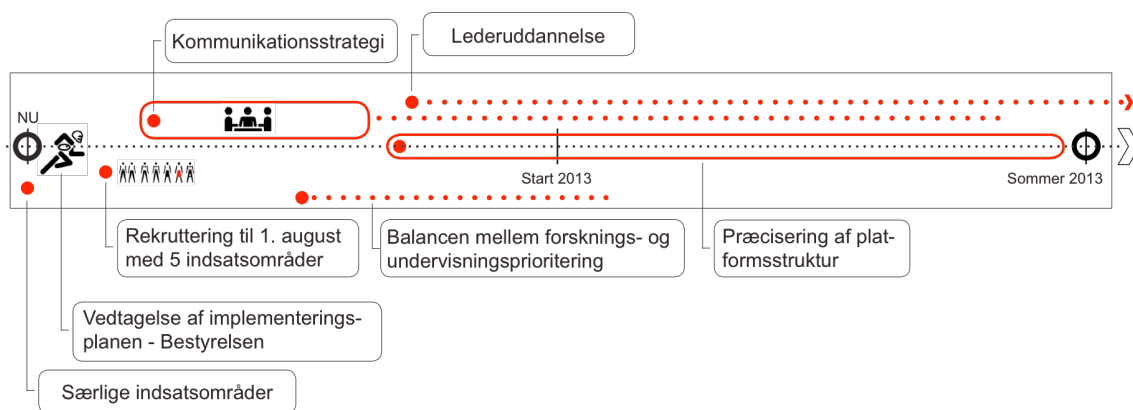 Kommunikationsstrategi
Lederuddannelse
NU
Start 2013
Sommer 2013
Rekruttering til 1. august
med 5 indsatsområder
Balancen mellem forsknings- og
undervisningsprioritering
Præcisering af plat-
formsstruktur
Vedtagelse af implementerings-
planen - Bestyrelsen
Særlige indsatsområder